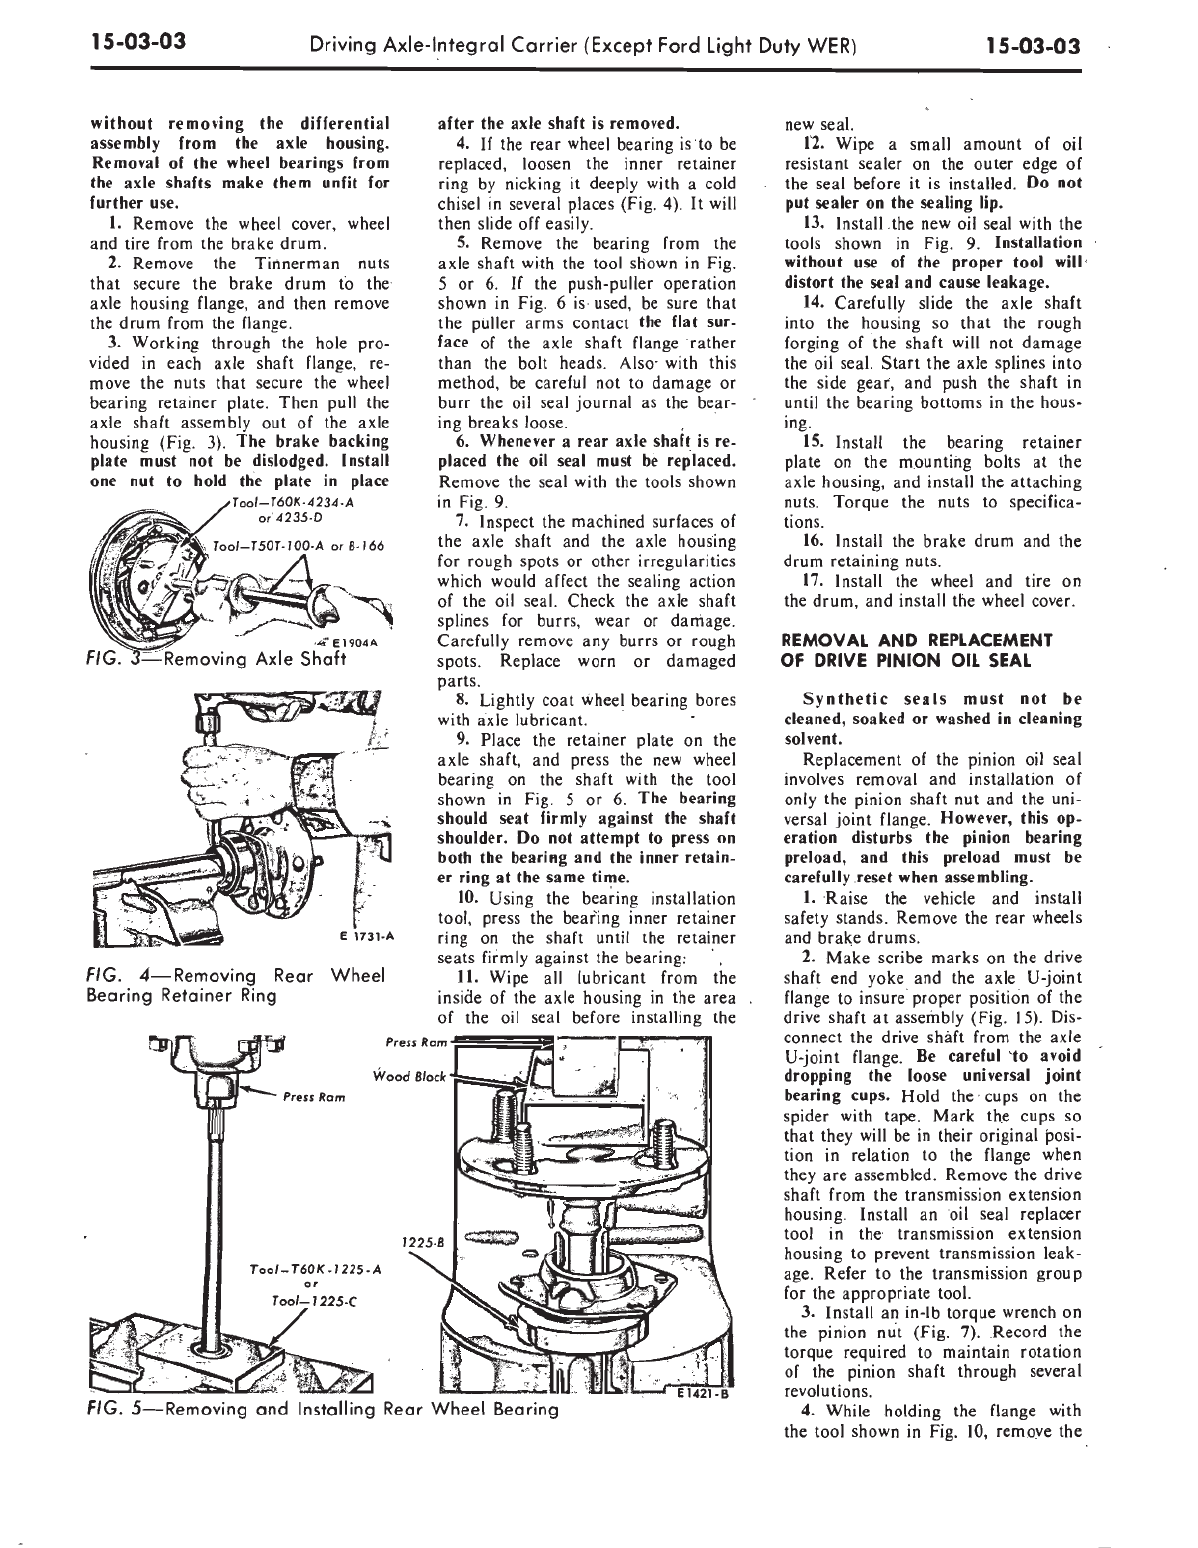 15-03-03
Driving Axle-Integral Carrier (Except Ford Light Duty WER)
15-03-03
without removing the differential
assembly from the axle housing.
Removal of the wheel bearings from
the axle shafts make them unfit for
further use.
1. Remove the wheel cover, wheel
and tire from the brake drum.
2. Remove the Tinnerman nuts
that secure the brake drum to the
axle housing flange, and then remove
the drum from the flange.
3. Working through the hole pro-
vided in each axle shaft flange, re-
move the nuts that secure the wheel
bearing retainer plate. Then pull the
axle shaft assembly out of the axle
housing (Fig. 3). The brake backing
plate must not be dislodged. Install
one nut to hold the plate in place
Tool—T60K-4234-A
or 4235-D
Tool—T50T-100-A or B-166
E1904A
FIG. 3—Removing Axle Shaft
E 1731-A
FIG. 4—Removing Rear Wheel
Bearing Retainer Ring
after the axle shaft is removed.
4. If the rear wheel bearing is to be
replaced, loosen the inner retainer
ring by nicking it deeply with a cold
chisel in several places (Fig. 4). It will
then slide off easily.
5. Remove the bearing from the
axle shaft with the tool shown in Fig.
5 or 6. If the push-puller operation
shown in Fig. 6 is used, be sure that
the puller arms contact the flat sur-
face of the axle shaft flange rather
than the bolt heads. Also with this
method, be careful not to damage or
burr the oil seal journal as the bear-
ing breaks loose.
6. Whenever a rear axle shaft is re-
placed the oil seal must be replaced.
Remove the seal with the tools shown
in Fig. 9.
7. Inspect the machined surfaces of
the axle shaft and the axle housing
for rough spots or other irregularities
which would affect the sealing action
of the oil seal. Check the axle shaft
splines for burrs, wear or damage.
Carefully remove any burrs or rough
spots. Replace worn or damaged
parts.
8. Lightly coat wheel bearing bores
with axle lubricant.
9. Place the retainer plate on the
axle shaft, and press the new wheel
bearing on the shaft with the tool
shown in Fig. 5 or 6. The bearing
should seat firmly against the shaft
shoulder. Do not attempt to press on
both the bearing and the inner retain-
er ring at the same time.
10. Using the bearing installation
tool, press the bearing inner retainer
ring on the shaft until the retainer
seats firmly against the bearing:
11. Wipe all lubricant from the
inside of the axle housing in the area
of the oil seal before installing the
Press Ram
Wood Block
Press Ram
1225-B
Tool—T60K-1225-A
or
Tool—1225-C
E1421-B
FIG. 5—Removing and Installing Rear Wheel Bearing
new seal.
12. Wipe a small amount of oil
resistant sealer on the outer edge of
the seal before it is installed. Do not
put sealer on the sealing lip.
13. Install the new oil seal with the
tools shown in Fig. 9. Installation
without use of the proper tool will
distort the seal and cause leakage.
14. Carefully slide the axle shaft
into the housing so that the rough
forging of the shaft will not damage
the oil seal. Start the axle splines into
the side gear, and push the shaft in
until the bearing bottoms in the hous-
ing.
15. Install the bearing retainer
plate on the mounting bolts at the
axle housing, and install the attaching
nuts. Torque the nuts to specifica-
tions.
16. Install the brake drum and the
drum retaining nuts.
17. Install the wheel and tire on
the drum, and install the wheel cover.
REMOVAL AND REPLACEMENT
OF DRIVE PINION OIL SEAL
Synthetic seals must not be
cleaned, soaked or washed in cleaning
solvent.
Replacement of the pinion oil seal
involves removal and installation of
only the pinion shaft nut and the uni-
versal joint flange. However, this op-
eration disturbs the pinion bearing
preload, and this preload must be
carefully reset when assembling.
1. Raise the vehicle and install
safety stands. Remove the rear wheels
and brake drums.
2. Make scribe marks on the drive
shaft end yoke and the axle U-joint
flange to insure proper position of the
drive shaft at assembly (Fig. 15). Dis-
connect the drive shaft from the axle
U-joint flange. Be careful to avoid
dropping the loose universal joint
bearing cups. Hold the cups on the
spider with tape. Mark the cups so
that they will be in their original posi-
tion in relation to the flange when
they are assembled. Remove the drive
shaft from the transmission extension
housing. Install an oil seal replacer
tool in the transmission extension
housing to prevent transmission leak-
age. Refer to the transmission group
for the appropriate tool.
3. Install an in-lb torque wrench on
the pinion nut (Fig. 7). Record the
torque required to maintain rotation
of the pinion shaft through several
revolutions.
4. While holding the flange with
the tool shown in Fig. 10, remove the